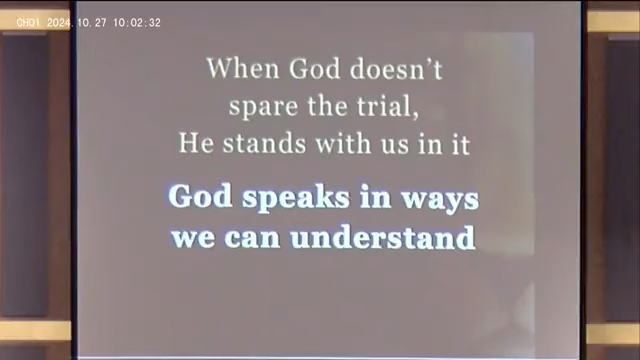 CH01 2024.10.27 10:02:32
When God doesn't
spare the trial,
He stands with us in it
God speaks in ways
we can understand